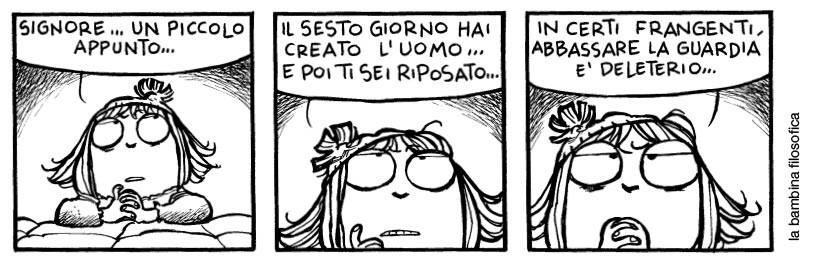 SIGNORE... UN PICCOLO
APPUNTO...
IL SESTO GIORNO HAI
CREATO L'UOMO...
E POI TI SEI RIPOSATO...
IN CERTI FRANGENTI,
ABBASSARE LA GUARDIA
E' DELETERIO...
la bambina filosofica